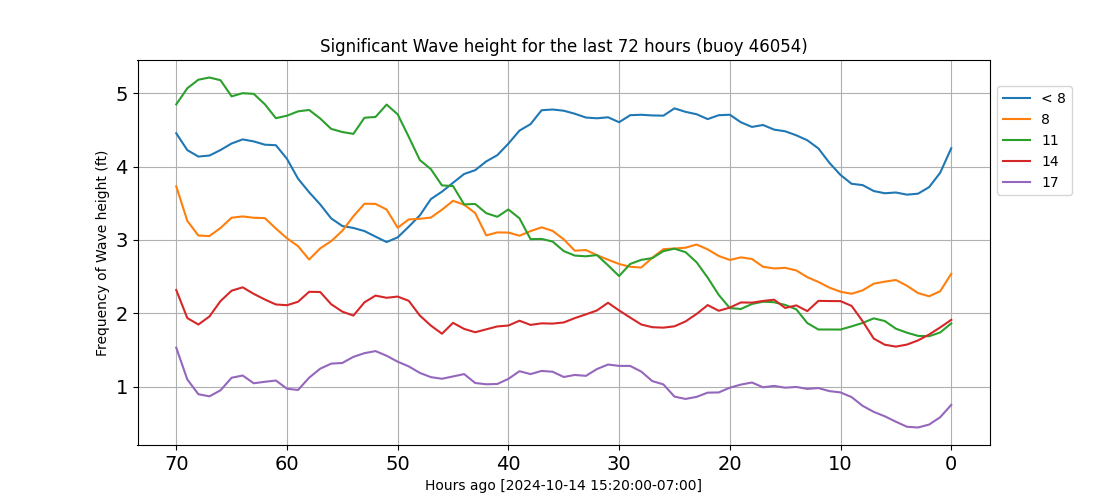 Significant Wave height for the last 72 hours (buoy 46054)
Frequency of Wave height (ft)
5
4
3
2
1
70 60 50 40 30 20 10 0
Hours ago [2024-10-14 15:20:00-07:00]
< 8
8
11
14
17